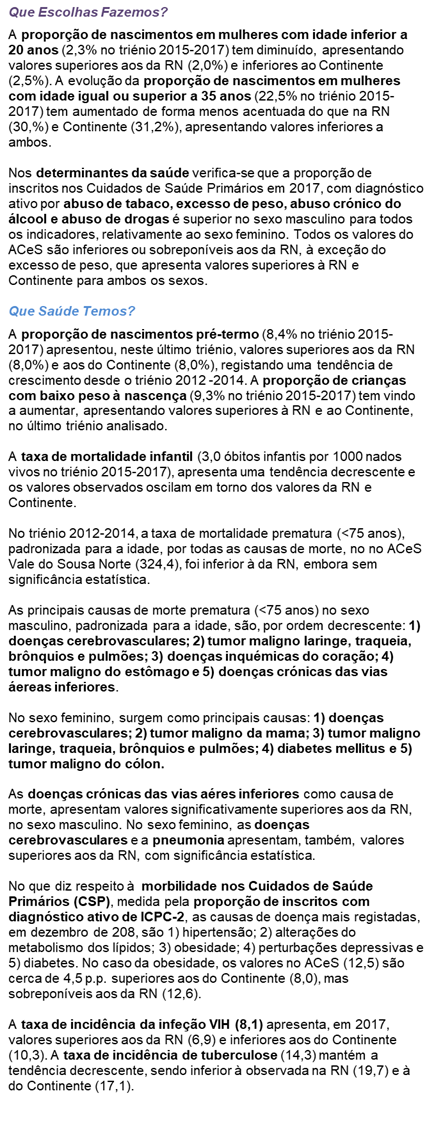 Que Escolhas Fazemos?
A proporção de nascimentos em mulheres com idade inferior a
20 anos (2,3% no triénio 2015-2017) tem diminuído, apresentando
valores superiores aos da RN (2,0%) e inferiores ao Continente
(2,5%). A evolução da proporção de nascimentos em mulheres
com idade igual ou superior a 35 anos (22,5% no triénio 2015-
2017) tem aumentado de forma menos acentuada do que na RN
(30,%) e Continente (31,2%), apresentando valores inferiores a
ambos.
Nos determinantes da saúde verifica-se que a proporção de
inscritos nos Cuidados de Saúde Primários em 2017, com diagnóstico
ativo por abuso de tabaco, excesso de peso, abuso crónico do
álcool e abuso de drogas é superior no sexo masculino para todos
os indicadores, relativamente ao sexo feminino. Todos os valores do
ACeS são inferiores ou sobreponíveis aos da RN, à exceção do
excesso de peso, que apresenta valores superiores à RN e
Continente para ambos os sexos.
Que Saúde Temos?
A proporção de nascimentos pré-termo (8,4% no triénio 2015-
2017) apresentou, neste último triénio, valores superiores aos da RN
(8,0%) e aos do Continente (8,0%), registando uma tendência de
crescimento desde o triénio 2012 -2014. A proporção de crianças
com baixo peso à nascença (9,3% no triénio 2015-2017) tem vindo
a aumentar, apresentando valores superiores à RN e ao Continente,
no último triénio analisado.
A taxa de mortalidade infantil (3,0 óbitos infantis por 1000 nados
vivos no triénio 2015-2017), apresenta uma tendência decrescente e
os valores observados oscilam em torno dos valores da RN e
Continente.
No triénio 2012-2014, a taxa de mortalidade prematura (<75 anos),
padronizada para a idade, por todas as causas de morte, no no ACeS
Vale do Sousa Norte (324,4), foi inferior à da RN, embora sem
significância estatística.
As principais causas de morte prematura (<75 anos) no sexo
masculino, padronizada para a idade, são, por ordem decrescente: 1)
doenças cerebrovasculares; 2) tumor maligno laringe, traqueia,
brônquios e pulmões; 3) doenças inquémicas do coração; 4)
tumor maligno do estômago e 5) doenças crónicas das vias
áereas inferiores.
No sexo feminino, surgem como principais causas: 1) doenças
cerebrovasculares; 2) tumor maligno da mama; 3) tumor maligno
laringe, traqueia, brônquios e pulmões; 4) diabetes mellitus e 5)
tumor maligno do cólon.
As doenças crónicas das vias aéres inferiores como causa de
morte, apresentam valores significativamente superiores aos da RN,
no sexo masculino. No sexo feminino, as doenças
cerebrovasculares e a pneumonia apresentam, também, valores
superiores aos da RN, com significância estatística.
No que diz respeito à morbilidade nos Cuidados de Saúde
Primários (CSP), medida pela proporção de inscritos com
diagnóstico ativo de ICPC-2, as causas de doença mais registadas,
em dezembro de 208, são 1) hipertensão; 2) alterações do
metabolismo dos lípidos; 3) obesidade; 4) perturbações depressivas e
5) diabetes. No caso da obesidade, os valores no ACeS (12,5) são
cerca de 4,5 p.p. superiores aos do Continente (8,0), mas
sobreponíveis aos da RN (12,6).
A taxa de incidência da infeção VIH (8,1) apresenta, em 2017,
valores superiores aos da RN (6,9) e inferiores aos do Continente
(10,3). A taxa de incidência de tuberculose (14,3) mantém a
tendência decrescente, sendo inferior à observada na RN (19,7) e à
do Continente (17,1).